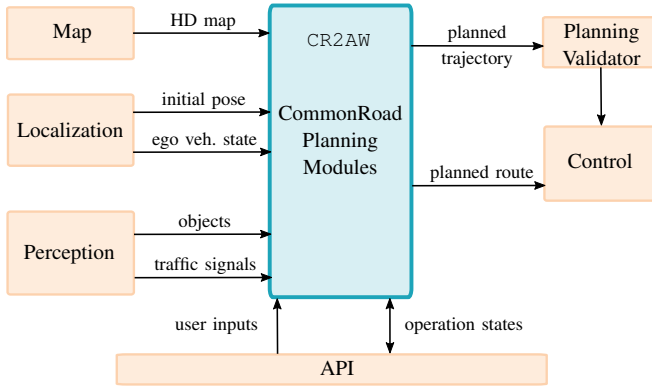 Map
HD map
CR2AW
planned
trajectory
Planning
Validator
Localization
initial pose
ego veh. state
CommonRoad
Planning
Modules
planned route
Control
Perception
objects
traffic signals
user inputs
operation states
API